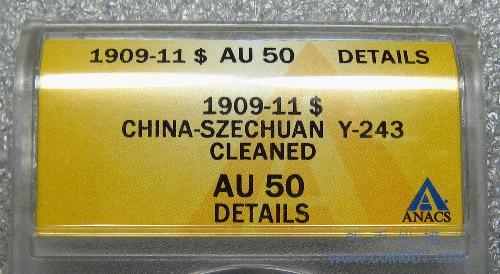 1909-11 $ AU 50 DETAILS
1909-11 $
CHINA-SZECHUAN Y-243
CLEANED
AU 50
DETAILS
ANACS